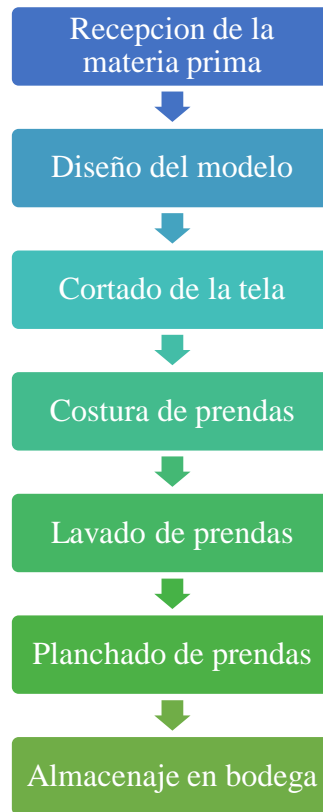 Recepcion de la
materia prima
Diseño del modelo
Cortado de la tela
Costura de prendas
Lavado de prendas
Planchado de prendas
Almacenaje en bodega